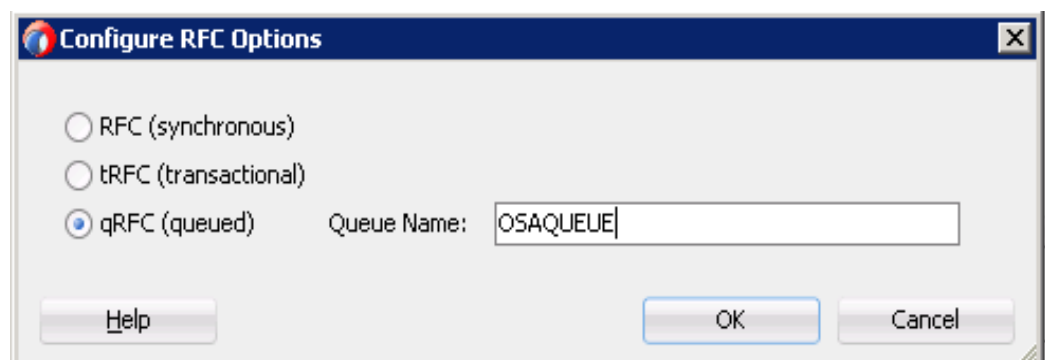 Configure RFC Options
RFC (synchronous)
tRFC (transactional)
qRFC (queued) Queue Name: OSAQUEUE
Help OK Cancel